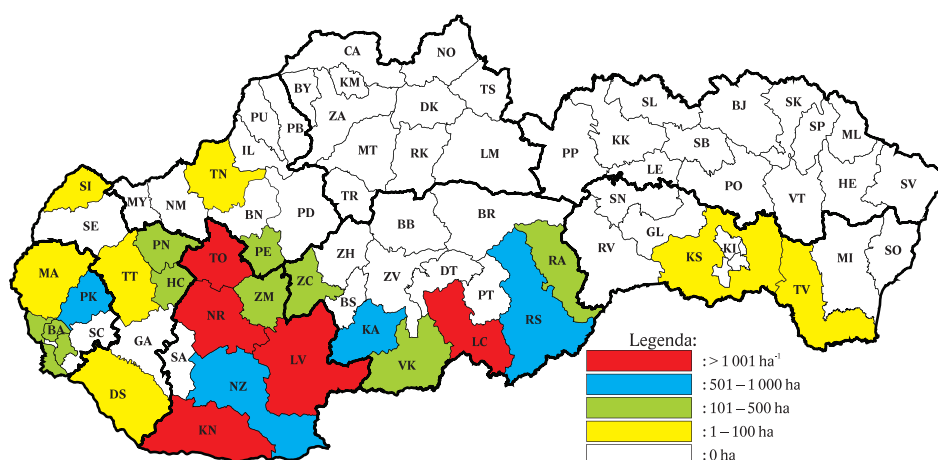 CA
NO
BY
KM
TS
PU
PB
ZA
DK
SL
BJ
SK
SP
ML
IL
MT
RK
LM
PP
KK
SB
LE
PO
VT
HE
SV
SI
TN
TR
SN
MY
NM
BN
PD
SE
BB
BR
GL
PN
PE
ZH
RV
KS
KI
MI
SO
MA
TT
TO
HC
ZM
ZC
ZV
DT
RA
TV
PK
BS
PT
BA
SC
GA
NR
KA
RS
SA
LV
VK
LC
DS
NZ
KN
Legenda:
: > 1 001 ha⁻¹
: 501 – 1 000 ha
: 101 – 500 ha
: 1 – 100 ha
: 0 ha